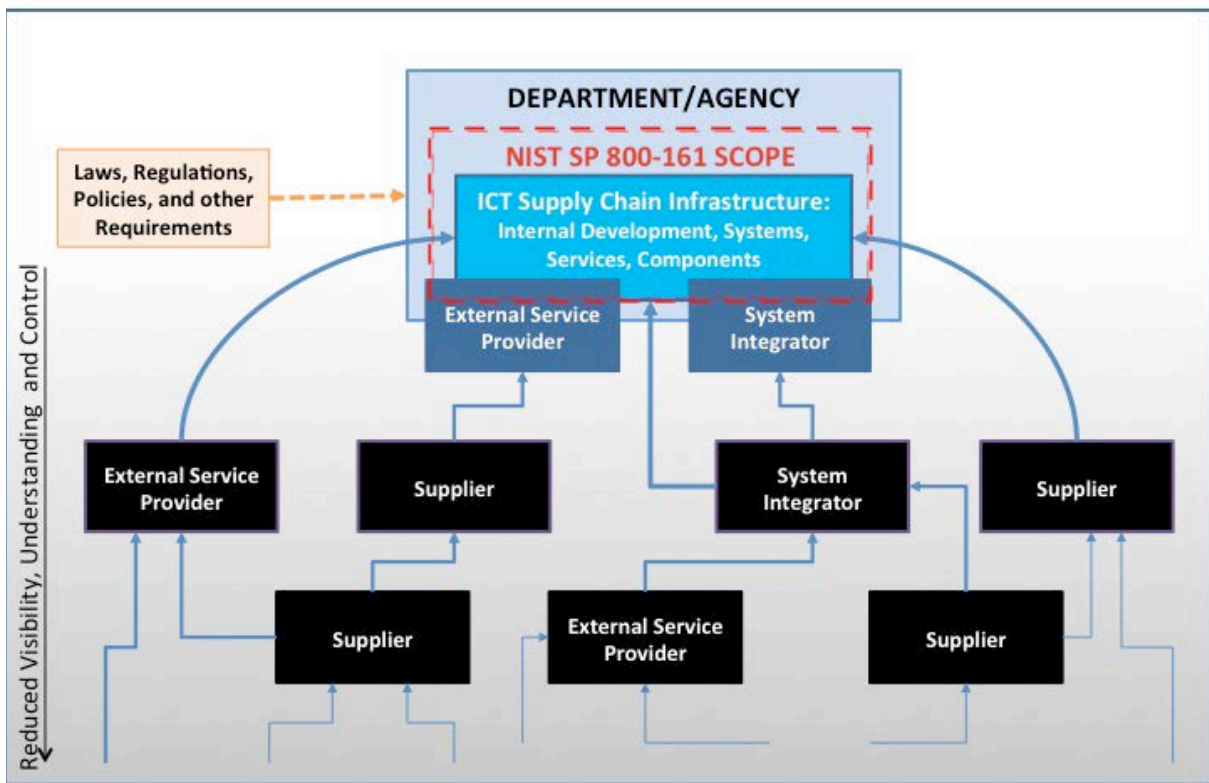 DEPARTMENT/AGENCY
NIST SP 800-161 SCOPE
Laws, Regulations,
Policies, and other
Requirements
ICT Supply Chain Infrastructure:
Internal Development, Systems,
Services, Components
External Service
Provider
System
Integrator
Reduced Visibility, Understanding and Control
External Service
Provider
Supplier
System
Integrator
Supplier
Supplier
External Service
Provider
Supplier